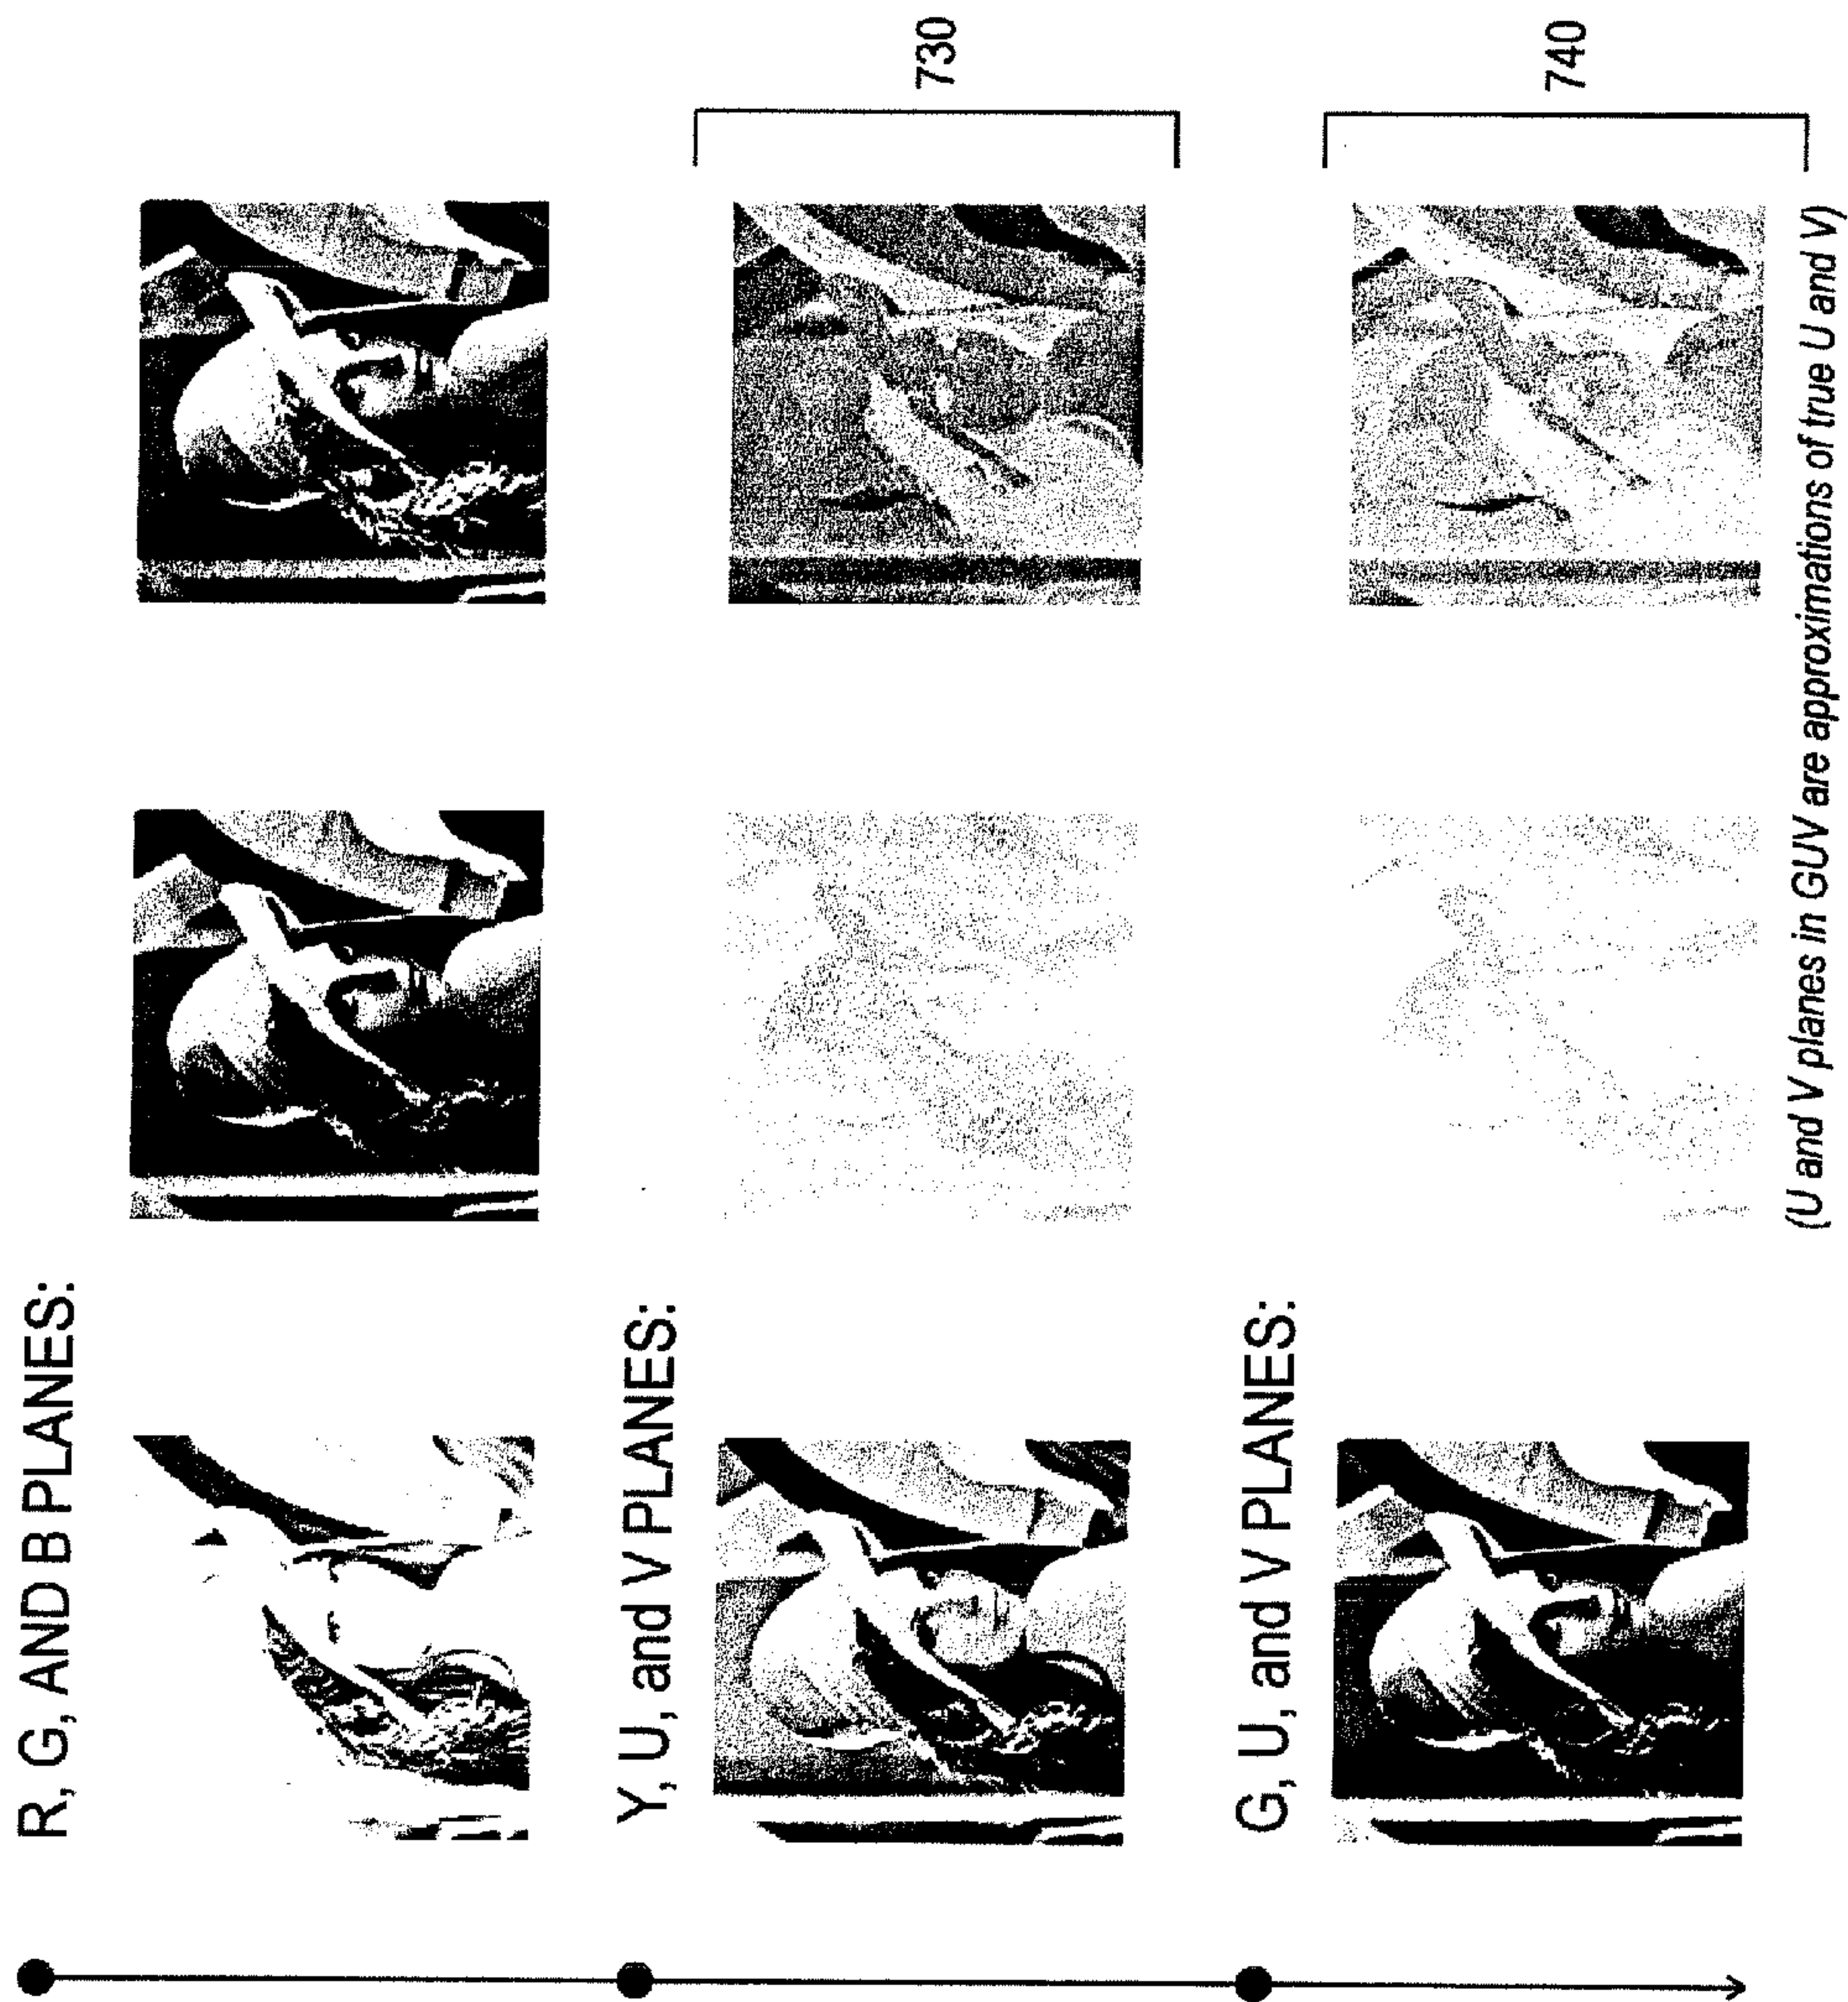 R, G, AND B PLANES:
Y, U, and V PLANES:
730
G, U, and V PLANES:
740
(U and V planes in GUV are approximations of true U and V)